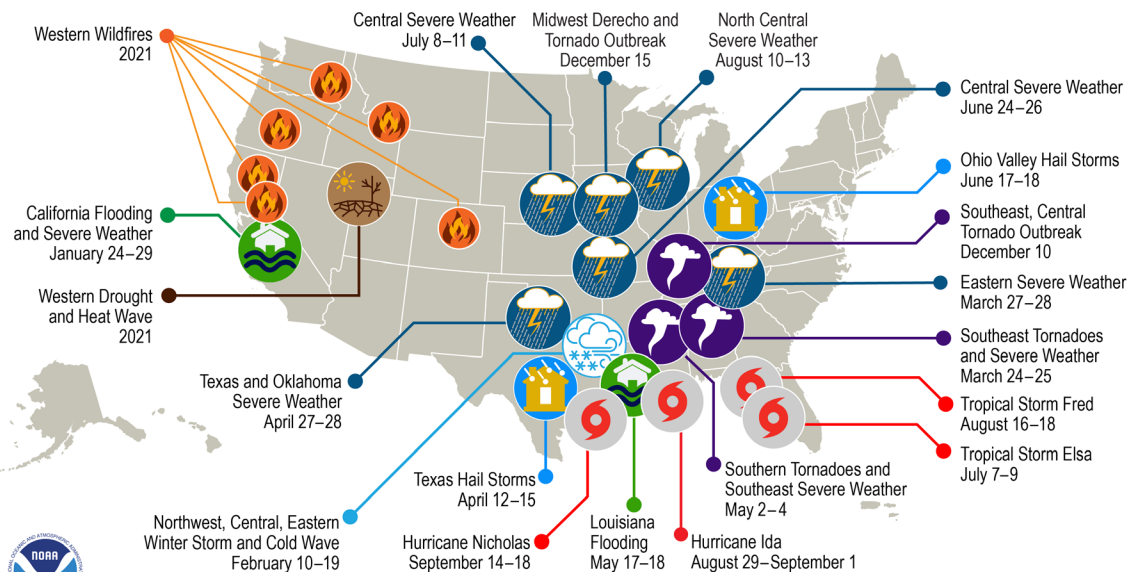 Western Wildfires
2021
Central Severe Weather
July 8–11
Midwest Derecho and
Tornado Outbreak
December 15
North Central
Severe Weather
August 10–13
Central Severe Weather
June 24–26
Ohio Valley Hail Storms
June 17–18
Southeast, Central
Tornado Outbreak
December 10
Eastern Severe Weather
March 27–28
Southeast Tornadoes
and Severe Weather
March 24–25
Tropical Storm Fred
August 16–18
Tropical Storm Elsa
July 7–9
California Flooding
and Severe Weather
January 24–29
Western Drought
and Heat Wave
2021
Texas and Oklahoma
Severe Weather
April 27–28
Texas Hail Storms
April 12–15
Northwest, Central, Eastern
Winter Storm and Cold Wave
February 10–19
Hurricane Nicholas
September 14–18
Louisiana
Flooding
May 17–18
Hurricane Ida
August 29–September 1
Southern Tornadoes and
Southeast Severe Weather
May 2–4
NOAA